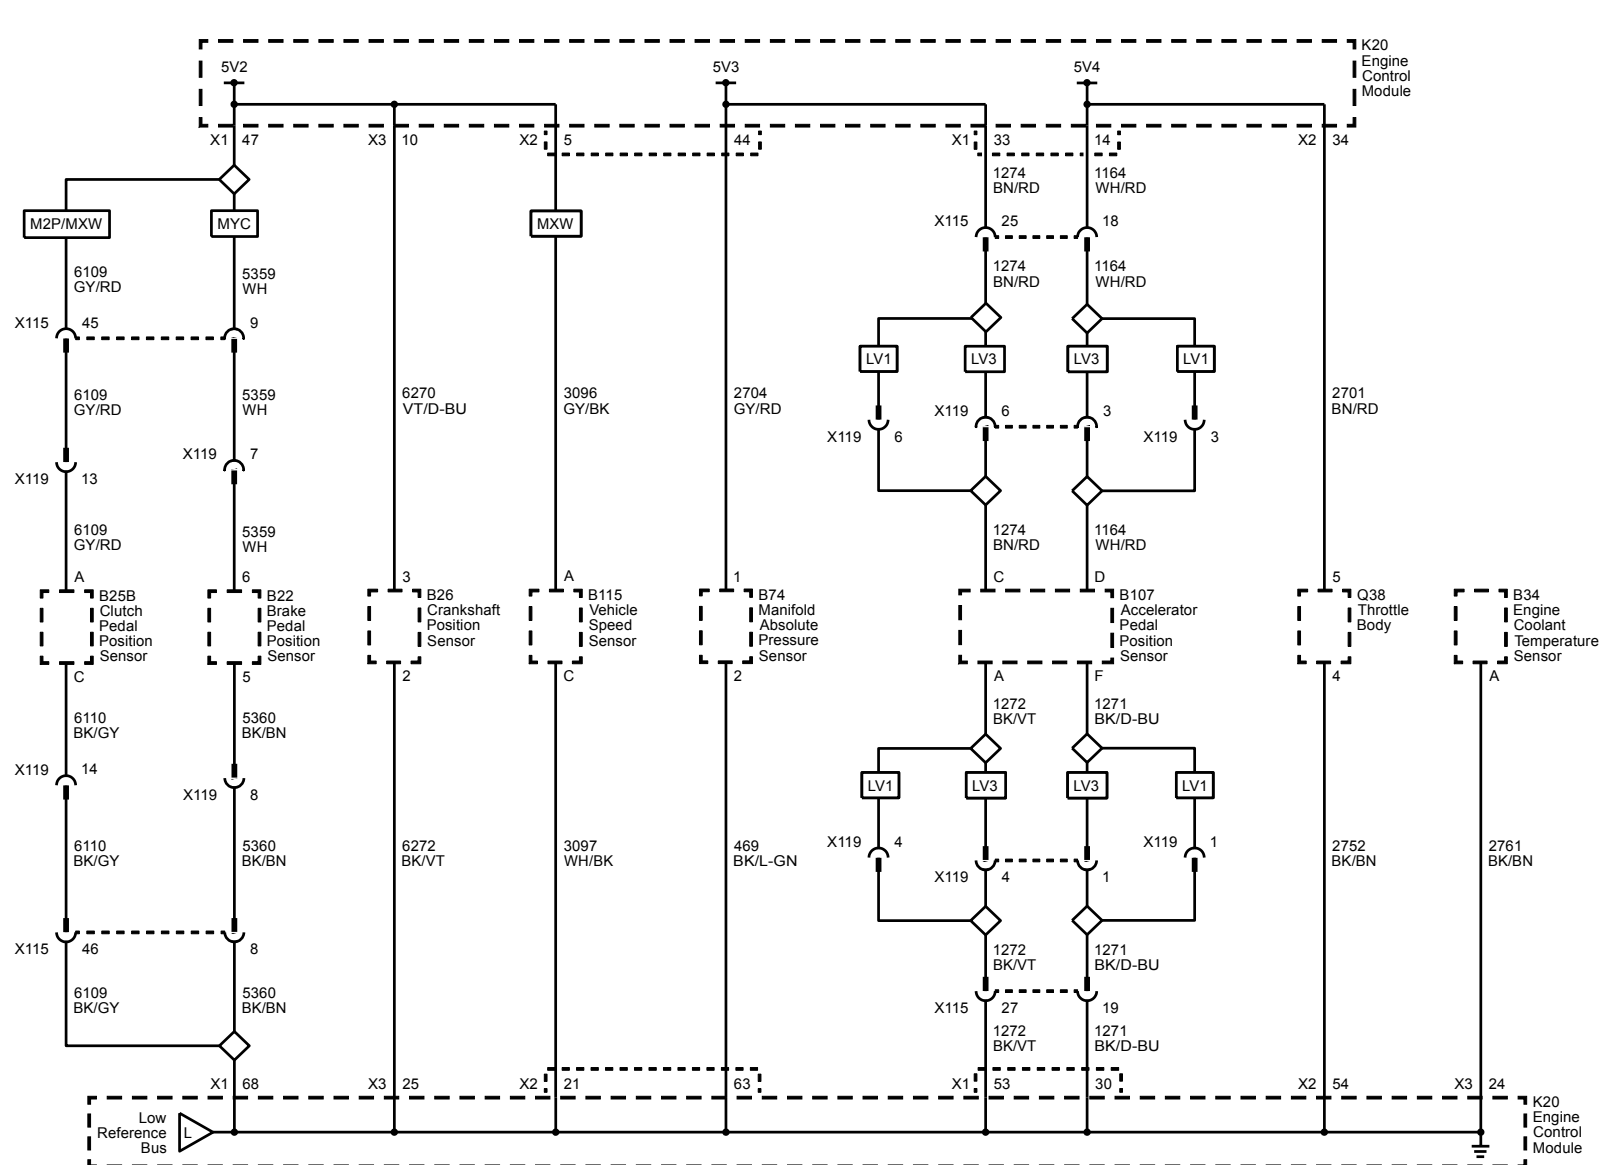 K20
Engine
Control
Module
5V2
5V3
5V4
X1 47
X3 10
X2 5
44
X1 33
14
X2 34
1274
BN/RD
1164
WH/RD
M2P/MXW
MYC
MXW
X115 25
18
6109
GY/RD
5359
WH
1274
BN/RD
1164
WH/RD
X115 45
9
LV1
LV3
LV3
LV1
6109
GY/RD
5359
WH
6270
VT/D-BU
3096
GY/BK
2704
GY/RD
2701
BN/RD
X119 6
3
X119 6
X119 3
X119 7
X119 13
6109
GY/RD
5359
WH
1274
BN/RD
1164
WH/RD
A
6
3
A
1
C
D
5
B25B
Clutch
Pedal
Position
Sensor
B22
Brake
Pedal
Position
Sensor
B26
Crankshaft
Position
Sensor
B115
Vehicle
Speed
Sensor
B74
Manifold
Absolute
Pressure
Sensor
B107
Accelerator
Pedal
Position
Sensor
Q38
Throttle
Body
B34
Engine
Coolant
Temperature
Sensor
C
5
2
C
2
A
F
4
A
6110
BK/GY
5360
BK/BN
1272
BK/VT
1271
BK/D-BU
X119 14
X119 8
LV1
LV3
LV3
LV1
6110
BK/GY
5360
BK/BN
6272
BK/VT
3097
WH/BK
469
BK/L-GN
X119 4
X119 1
2752
BK/BN
2761
BK/BN
X119 4
1
X115 46
8
1272
BK/VT
1271
BK/D-BU
6109
BK/GY
5360
BK/BN
X115 27
19
1272
BK/VT
1271
BK/D-BU
X1 68
X3 25
X2 21
63
X1 53
30
X2 54
X3 24
Low
Reference
Bus
L
K20
Engine
Control
Module